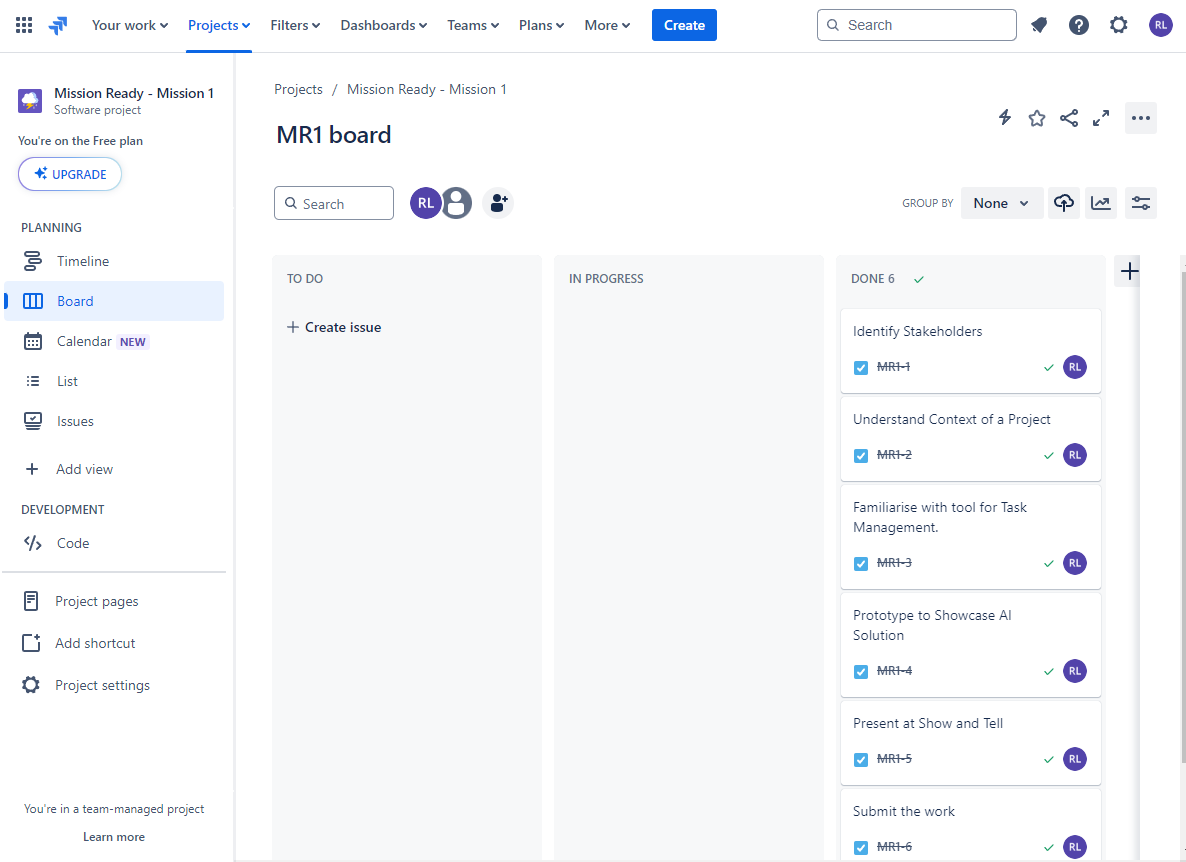 Your work Projects Filters Dashboards Teams Plans More Create Search RL
Mission Ready - Mission 1
Software project
You're on the Free plan
UPGRADE
PLANNING
Timeline
Board
Calendar NEW
List
Issues
Add view
DEVELOPMENT
Code
Project pages
Add shortcut
Project settings
You're in a team-managed project
Learn more
Projects / Mission Ready - Mission 1
MR1 board
Search RL GROUP BY None
TO DO
Create issue
IN PROGRESS
DONE 6
Identify Stakeholders
MR1-1 RL
Understand Context of a Project
MR1-2 RL
Familiarise with tool for Task
Management.
MR1-3 RL
Prototype to Showcase AI
Solution
MR1-4 RL
Present at Show and Tell
MR1-5 RL
Submit the work
MR1-6 RL